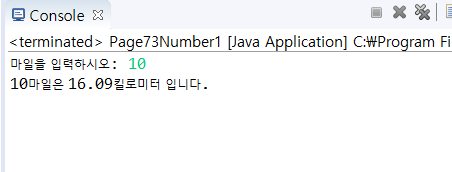 Console
<terminated> Page73Number1 [Java Application] C:₩Program Fi
마일을 입력하시오: 10
10마일은 16.09킬로미터 입니다.